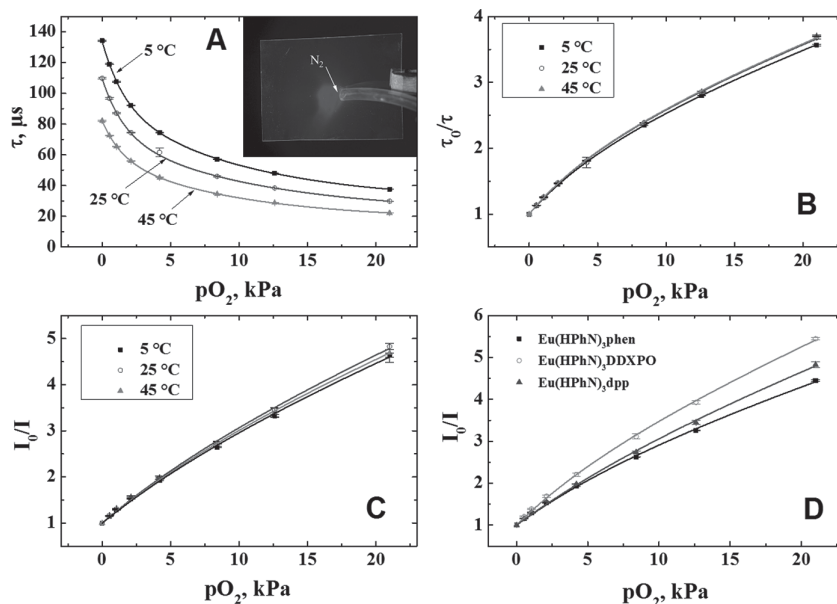 A
N₂
5 °C
25 °C
45 °C
140
120
100
80
60
40
20
0
τ, μs
0 5 10 15 20
pO₂, kPa
B
5 °C
25 °C
45 °C
4
3
2
1
τ₀/τ
0 5 10 15 20
pO₂, kPa
C
5 °C
25 °C
45 °C
5
4
3
2
1
I₀/I
0 5 10 15 20
pO₂, kPa
D
Eu(HPhN)₃phen
Eu(HPhN)₃DDXPO
Eu(HPhN)₃dpp
6
5
4
3
2
1
I₀/I
0 5 10 15 20
pO₂, kPa